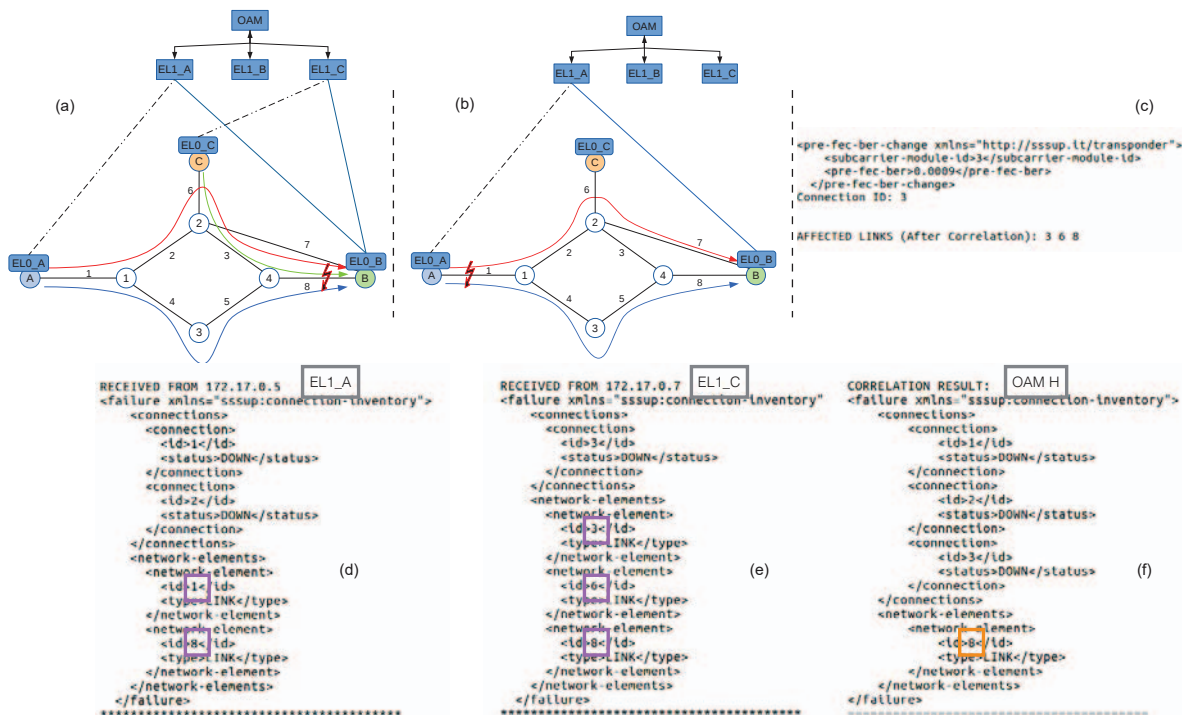 OAM
EL1_A
EL1_B
EL1_C
(a)
EL0_C
C
6
2
7
2
3
EL0_A
EL0_B
1
A
1
4
B
8
4
5
3
OAM
EL1_A
EL1_B
EL1_C
(b)
EL0_C
C
6
2
7
2
3
EL0_A
EL0_B
1
A
1
4
B
8
4
5
3
(c)
<pre-fec-ber-change xmlns="http://sssup.it/transponder">
<subcarrier-module-id>3</subcarrier-module-id>
<pre-fec-ber>0.0009</pre-fec-ber>
</pre-fec-ber-change>
Connection ID: 3
AFFECTED LINKS (After Correlation): 3 6 8
RECEIVED FROM 172.17.0.5
EL1_A
<failure xmlns="sssup:connection-inventory">
<connections>
<connection>
<id>1</id>
<status>DOWN</status>
</connection>
<connection>
<id>2</id>
<status>DOWN</status>
</connection>
</connections>
<network-elements>
<network-element>
<id>1</id>
<type>LINK</type>
</network-element>
<network-element>
<id>8</id>
<type>LINK</type>
</network-element>
</network-elements>
</failure>
(d)
RECEIVED FROM 172.17.0.7
EL1_C
<failure xmlns="sssup:connection-inventory"
<connections>
<connection>
<id>3</id>
<status>DOWN</status>
</connection>
</connections>
<network-elements>
<network-element>
<id>3</id>
<type>LINK</type>
</network-element>
<network-element>
<id>6</id>
<type>LINK</type>
</network-element>
<network-element>
<id>8</id>
<type>LINK</type>
</network-element>
</network-elements>
</failure>
(e)
CORRELATION RESULT:
OAM H
<failure xmlns="sssup:connection-inventory">
<connections>
<connection>
<id>1</id>
<status>DOWN</status>
</connection>
<connection>
<id>2</id>
<status>DOWN</status>
</connection>
<connection>
<id>3</id>
<status>DOWN</status>
</connection>
</connections>
<network-elements>
<network-element>
<id>8</id>
<type>LINK</type>
</network-element>
</network-elements>
</failure>
(f)